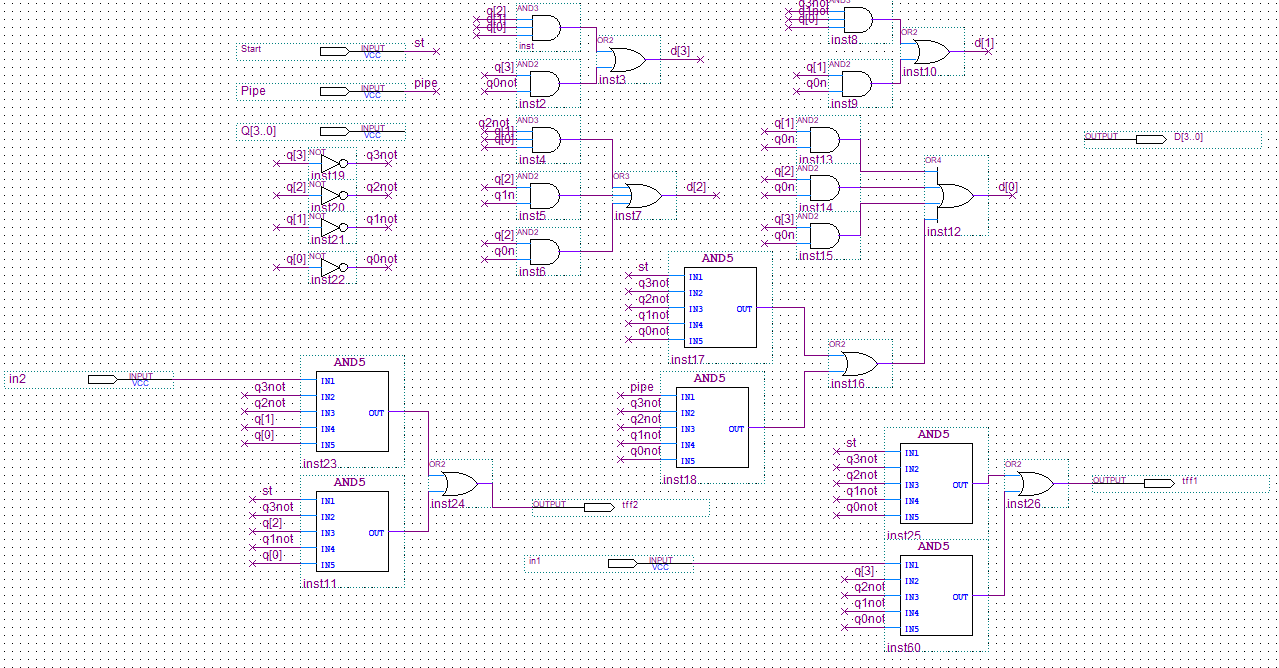 Start
INPUT
VCC
st
Pipe
INPUT
VCC
pipe
Q[3..0]
INPUT
VCC
q[3]
NOT
q3not
inst19
q[2]
NOT
q2not
inst20
q[1]
NOT
q1not
inst21
q[0]
NOT
q0not
inst22
q[2]
q[1]
q[0]
AND3
inst
q[3]
q0not
AND2
inst2
OR2
inst3
d[3]
q2not
q[1]
q[0]
AND3
inst4
q[2]
q1n
AND2
inst5
q[2]
q0n
AND2
inst6
OR3
inst7
d[2]
q3not
q1not
q[0]
AND3
inst8
q[1]
q0n
AND2
inst9
OR2
inst10
d[1]
q[1]
q0n
AND2
inst13
q[2]
q0n
AND2
inst14
q[3]
q0n
AND2
inst15
OR4
inst12
d[0]
OUTPUT
D[3..0]
AND5
st
q3not
q2not
q1not
q0not
IN1
IN2
IN3
IN4
IN5
OUT
inst17
AND5
pipe
q3not
q2not
q1not
q0not
IN1
IN2
IN3
IN4
IN5
OUT
inst18
OR2
inst16
in2
INPUT
VCC
AND5
q3not
q2not
q[1]
q[0]
IN1
IN2
IN3
IN4
IN5
OUT
inst23
AND5
st
q3not
q[2]
q1not
q[0]
IN1
IN2
IN3
IN4
IN5
OUT
inst11
OR2
inst24
OUTPUT
tff2
AND5
st
q3not
q2not
q1not
q0not
IN1
IN2
IN3
IN4
IN5
OUT
inst25
in1
INPUT
VCC
AND5
q[3]
q2not
q1not
q0not
IN1
IN2
IN3
IN4
IN5
OUT
inst60
OR2
inst26
OUTPUT
tff1